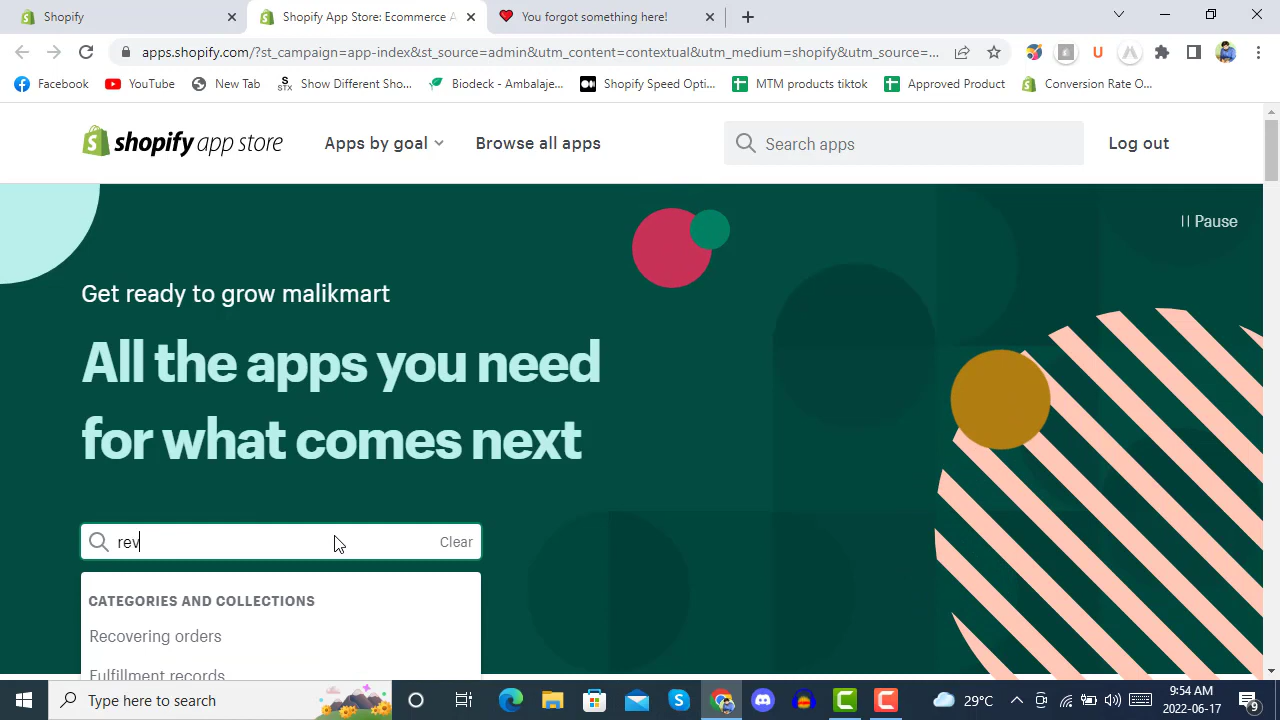 Shopify
Shopify App Store: Ecommerce A
You forgot something here!
apps.shopify.com/?st_campaign=app-index&st_source=admin&utm_content=contextual&utm_medium=shopify&utm_source=...
Facebook
YouTube
New Tab
STX
Show Different Sho...
Biodeck - Ambalaje...
Shopify Speed Opti...
MTM products tiktok
Approved Product
Conversion Rate O...
shopify app store
Apps by goal
Browse all apps
Search apps
Log out
Pause
Get ready to grow malikmart
All the apps you need
for what comes next
rev
Clear
CATEGORIES AND COLLECTIONS
Recovering orders
Fulfillment records
Type here to search
29°C
9:54 AM
2022-06-17
9